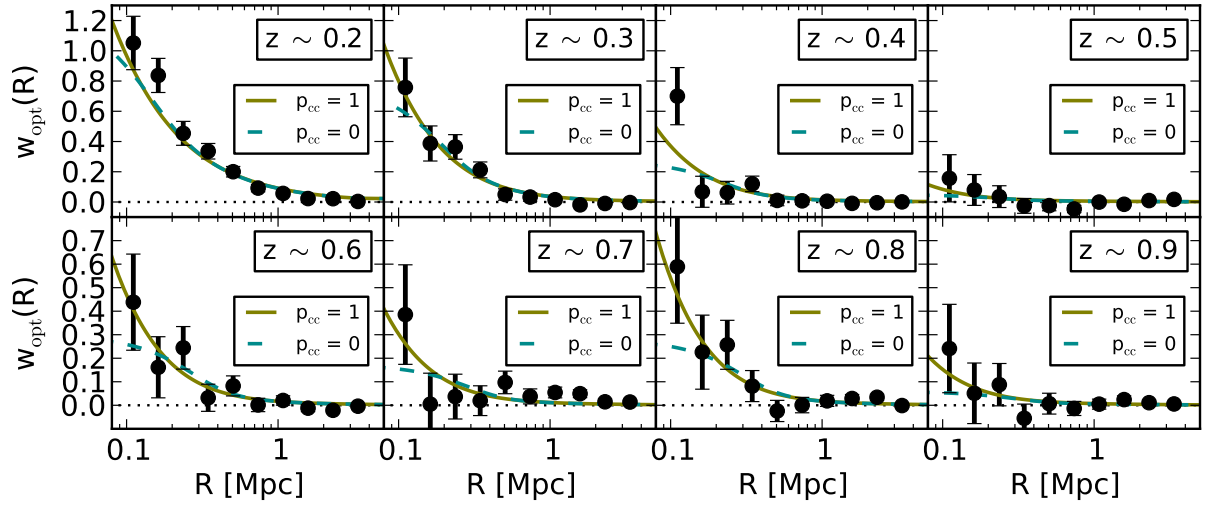 w_opt(R)
1.2
1.0
0.8
0.6
0.4
0.2
0.0
z ~ 0.2
p_cc = 1
p_cc = 0
z ~ 0.3
p_cc = 1
p_cc = 0
z ~ 0.4
p_cc = 1
p_cc = 0
z ~ 0.5
p_cc = 1
p_cc = 0
w_opt(R)
0.7
0.6
0.5
0.4
0.3
0.2
0.1
0.0
z ~ 0.6
p_cc = 1
p_cc = 0
z ~ 0.7
p_cc = 1
p_cc = 0
z ~ 0.8
p_cc = 1
p_cc = 0
z ~ 0.9
p_cc = 1
p_cc = 0
0.1 1 0.1 1 0.1 1 0.1 1
R [Mpc] R [Mpc] R [Mpc] R [Mpc]